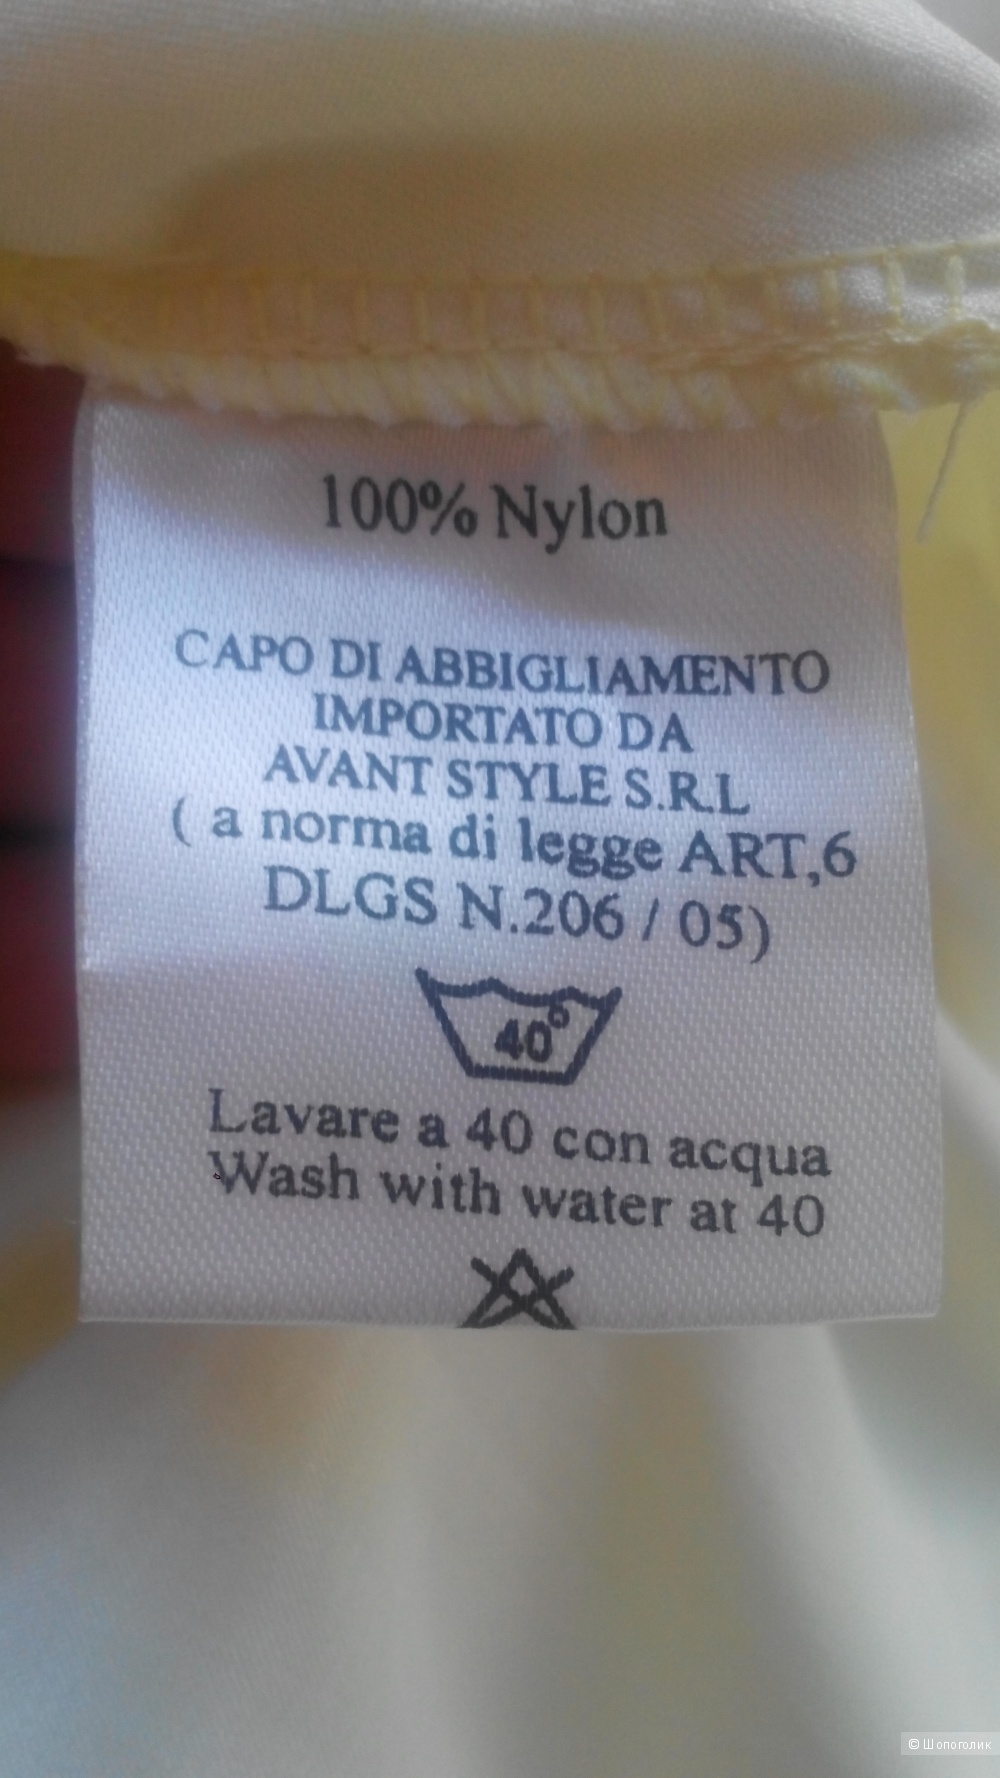 100% Nylon
CAPO DI ABBIGLIAMENTO
IMPORTATO DA
AVANT STYLE S.R.L
( a norma di legge ART,6
DLGS N.206 / 05)
40°
Lavare a 40 con acqua
Wash with water at 40
© Шопоголик